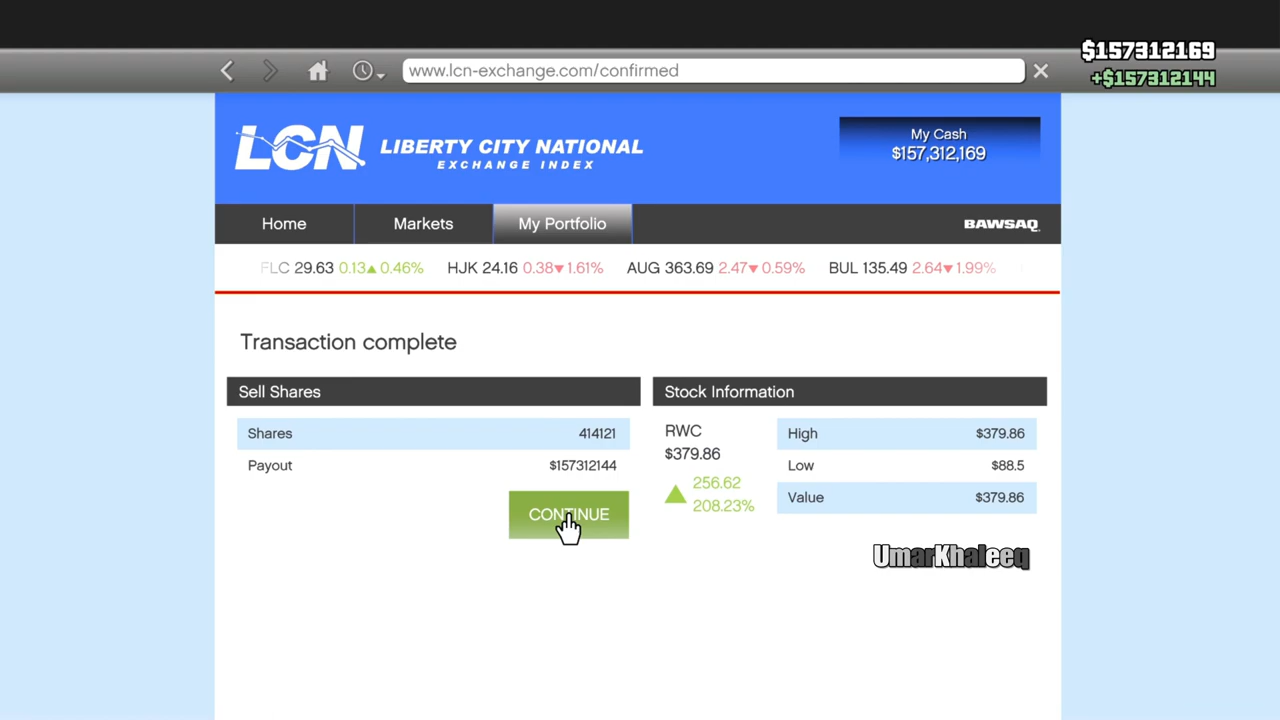 $157312169
+$157312144
www.lcn-exchange.com/confirmed
LCN LIBERTY CITY NATIONAL
EXCHANGE INDEX
My Cash
$157,312,169
Home Markets My Portfolio BAWSAQ
FLC 29.63 0.13▲ 0.46% HJK 24.16 0.38▼1.61% AUG 363.69 2.47▼0.59% BUL 135.49 2.64▼1.99%
Transaction complete
Sell Shares
Shares 414121
Payout $157312144
CONTINUE
Stock Information
RWC
$379.86
256.62
208.23%
High $379.86
Low $88.5
Value $379.86
UmarKhaleeq